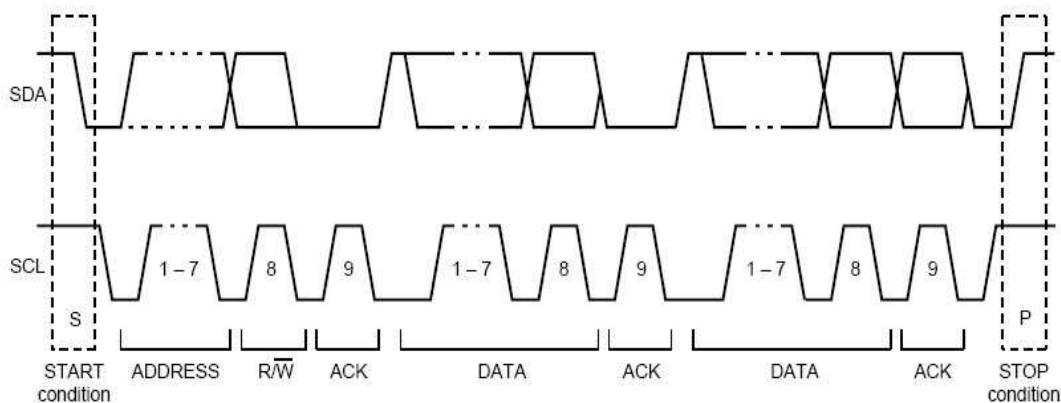 SDA
SCL
1 – 7 8 9 1 – 7 8 9 1 – 7 8 9
S P
START condition ADDRESS R/W̅ ACK DATA ACK DATA ACK STOP condition